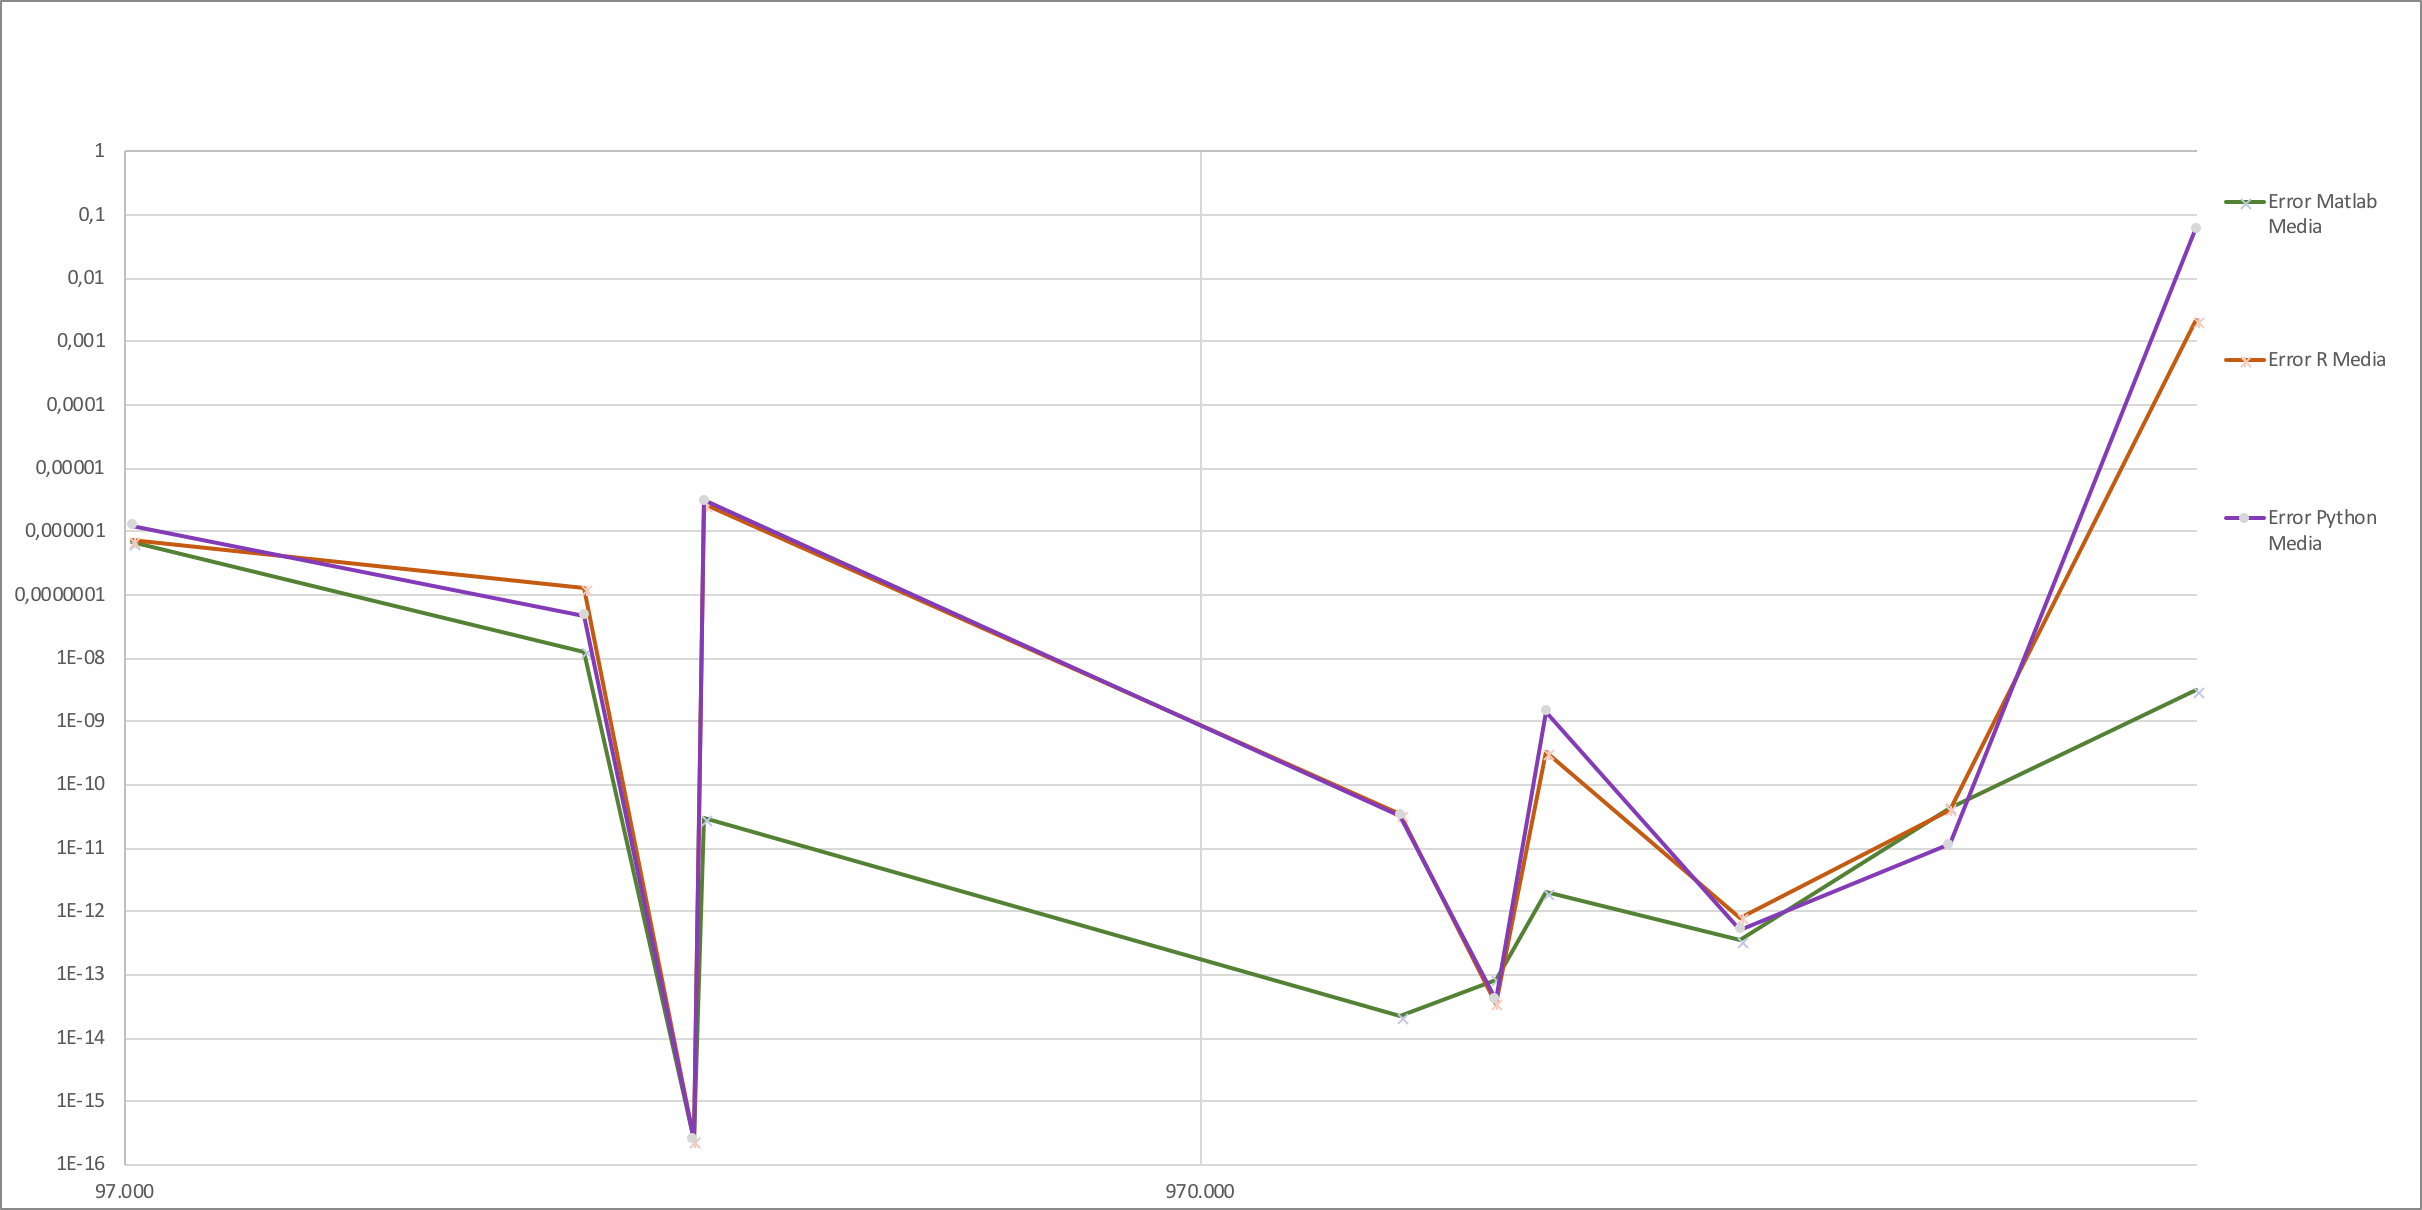 1
0,1
0,01
0,001
0,0001
0,00001
0,000001
0,0000001
1E-08
1E-09
1E-10
1E-11
1E-12
1E-13
1E-14
1E-15
1E-16
97.000
970.000
Error Matlab
Media
Error R Media
Error Python
Media